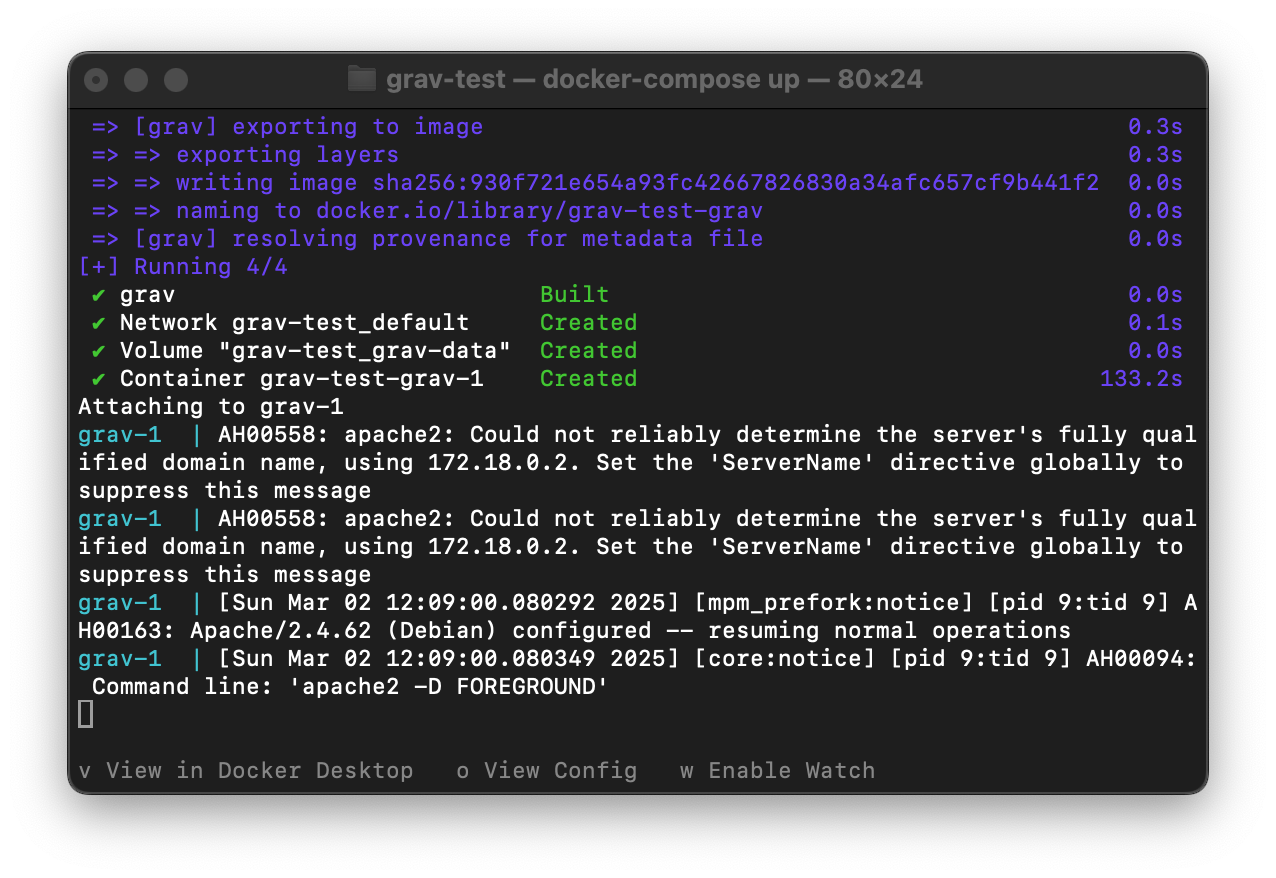 grav-test — docker-compose up — 80×24
=> [grav] exporting to image 0.3s
=> => exporting layers 0.3s
=> => writing image sha256:930f721e654a93fc42667826830a34afc657cf9b441f2 0.0s
=> => naming to docker.io/library/grav-test-grav 0.0s
=> [grav] resolving provenance for metadata file 0.0s
[+] Running 4/4
✔ grav Built 0.0s
✔ Network grav-test_default Created 0.1s
✔ Volume "grav-test_grav-data" Created 0.0s
✔ Container grav-test-grav-1 Created 133.2s
Attaching to grav-1
grav-1 | AH00558: apache2: Could not reliably determine the server's fully qual
ified domain name, using 172.18.0.2. Set the 'ServerName' directive globally to
suppress this message
grav-1 | AH00558: apache2: Could not reliably determine the server's fully qual
ified domain name, using 172.18.0.2. Set the 'ServerName' directive globally to
suppress this message
grav-1 | [Sun Mar 02 12:09:00.080292 2025] [mpm_prefork:notice] [pid 9:tid 9] A
H00163: Apache/2.4.62 (Debian) configured -- resuming normal operations
grav-1 | [Sun Mar 02 12:09:00.080349 2025] [core:notice] [pid 9:tid 9] AH00094:
Command line: 'apache2 -D FOREGROUND'
v View in Docker Desktop o View Config w Enable Watch